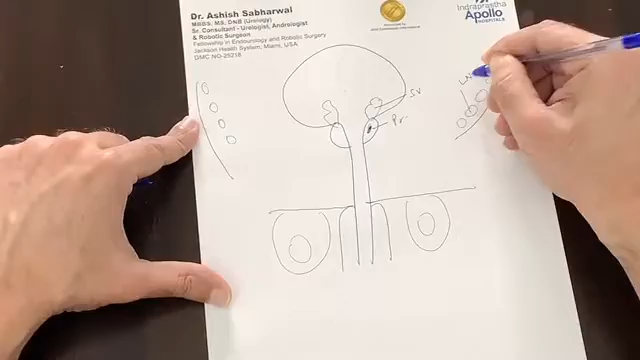 Dr. Ashish Sabharwal
MBBS, MS, DNB (Urology)
Sr. Consultant - Urologist, Andrologist
& Robotic Surgeon
Fellowship in Endourology and Robotic Surgery
Jackson Health System, Miami, USA
DMC NO-25218
Indraprastha
Apollo
HOSPITALS
SV
Pr.